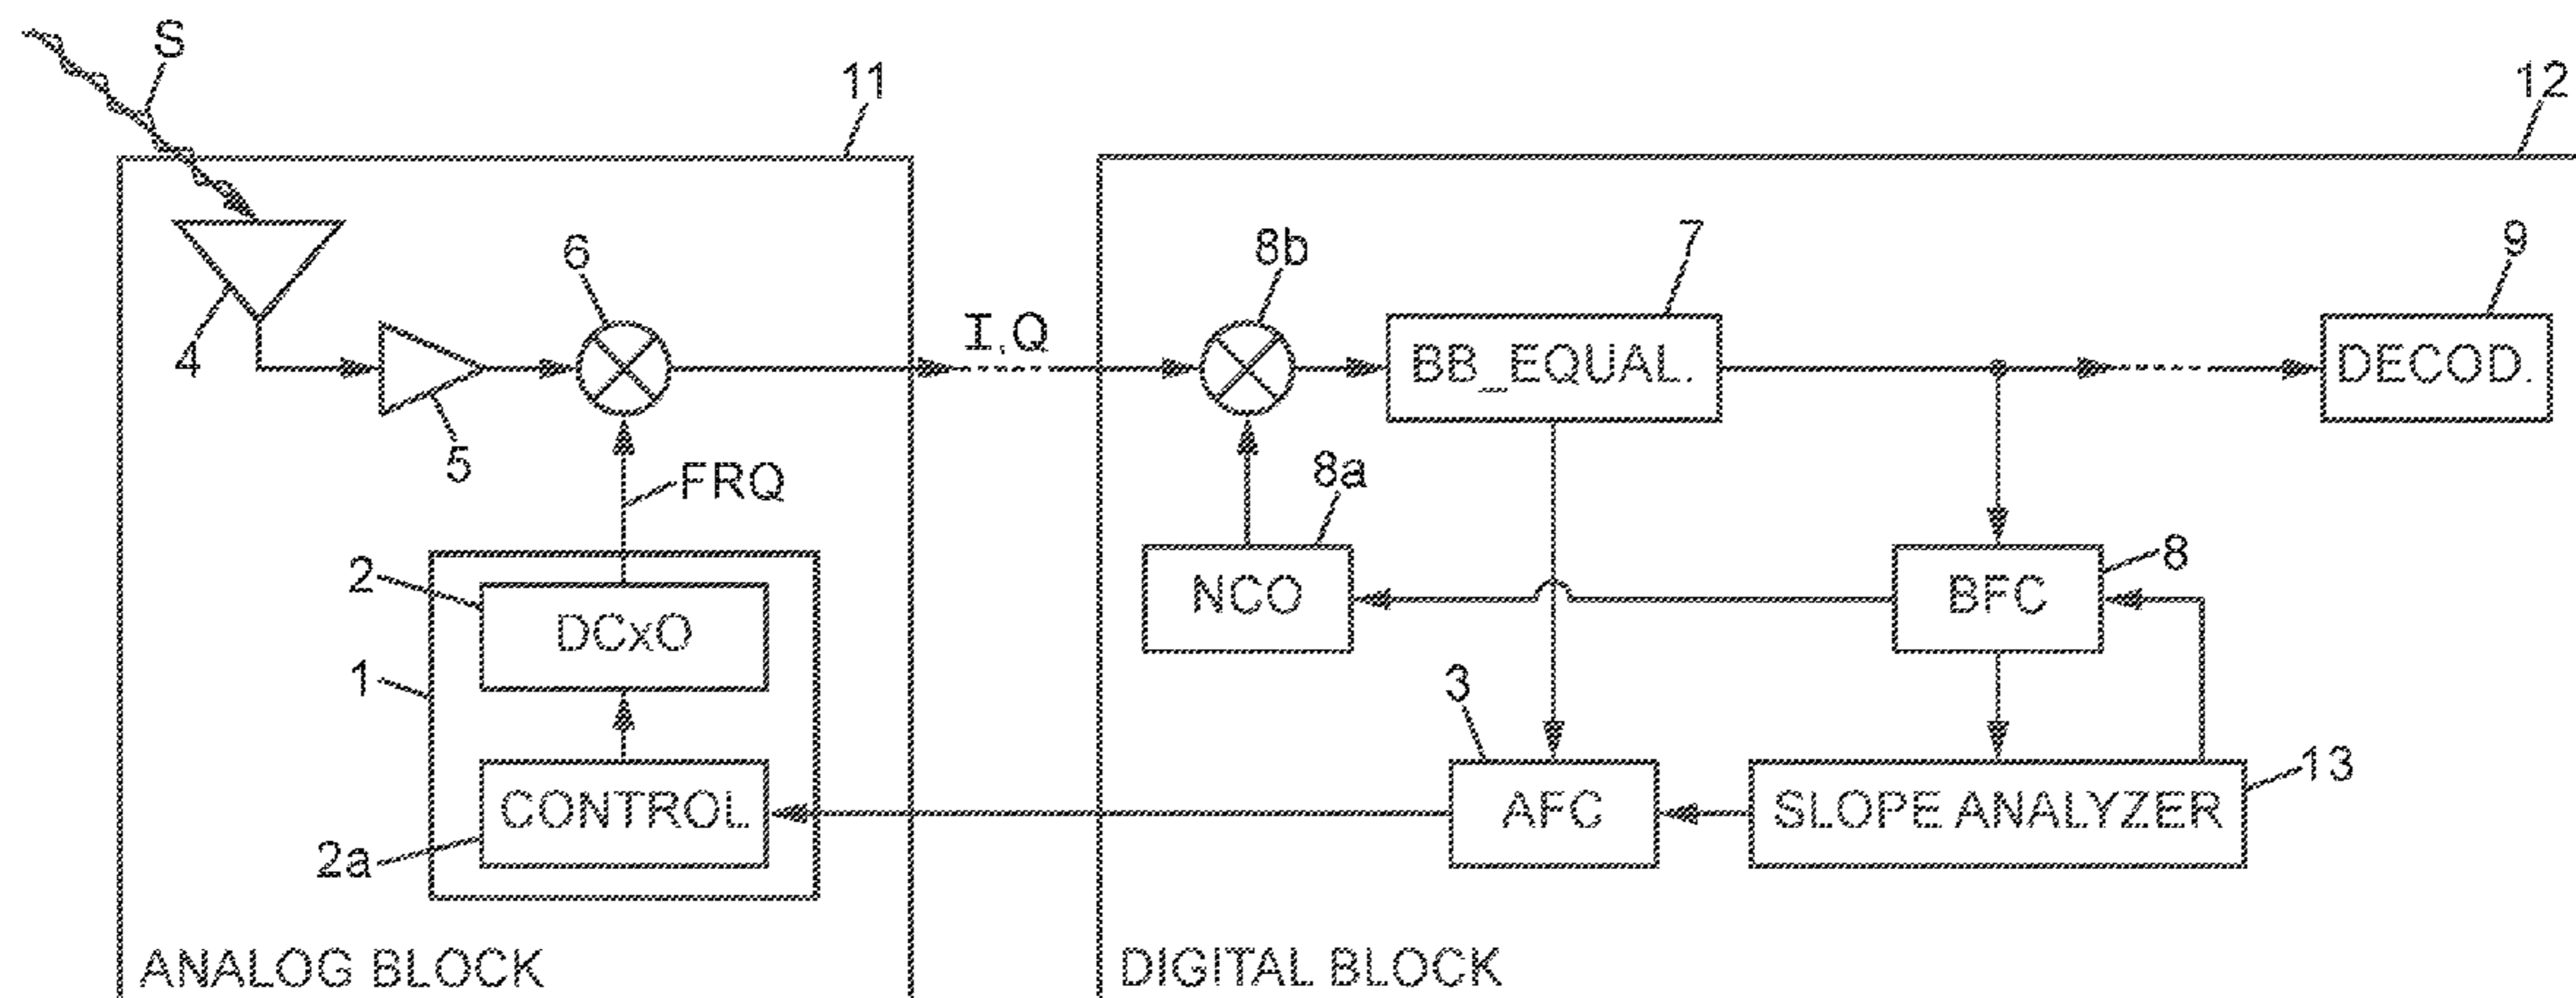 S
11
12
6
8b
7
9
4
5
I,Q
BB_EQUAL.
DECOD.
FRQ
8a
2
DCxO
NCO
BFC
8
1
3
13
CONTROL
AFC
SLOPE ANALYZER
2a
ANALOG BLOCK
DIGITAL BLOCK